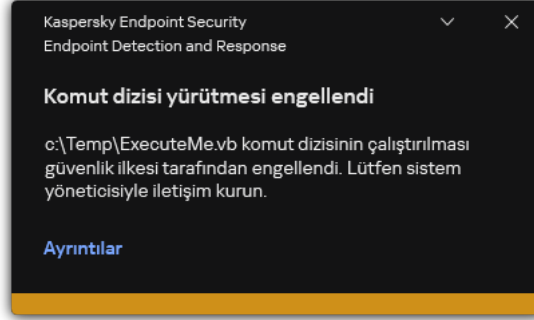 Kaspersky Endpoint Security
Endpoint Detection and Response
Komut dizisi yürütmesi engellendi
c:\Temp\ExecuteMe.vb komut dizisinin çalıştırılması
güvenlik ilkesi tarafından engellendi. Lütfen sistem
yöneticisiyle iletişim kurun.
Ayrıntılar